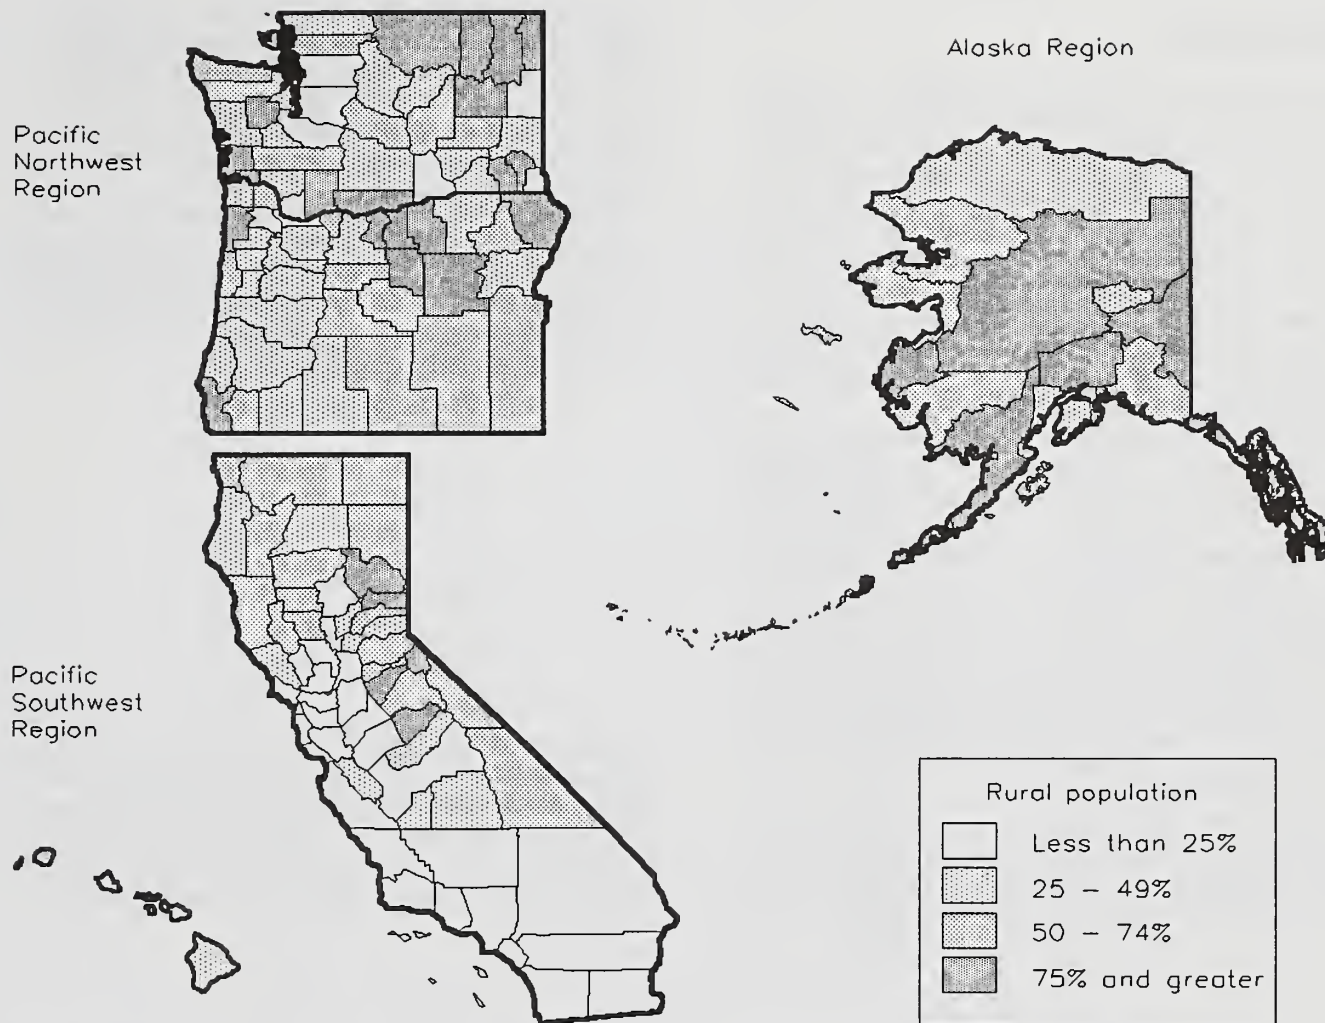 Alaska Region
Pacific
Northwest
Region
Pacific
Southwest
Region
Rural population
Less than 25%
25 – 49%
50 – 74%
75% and greater